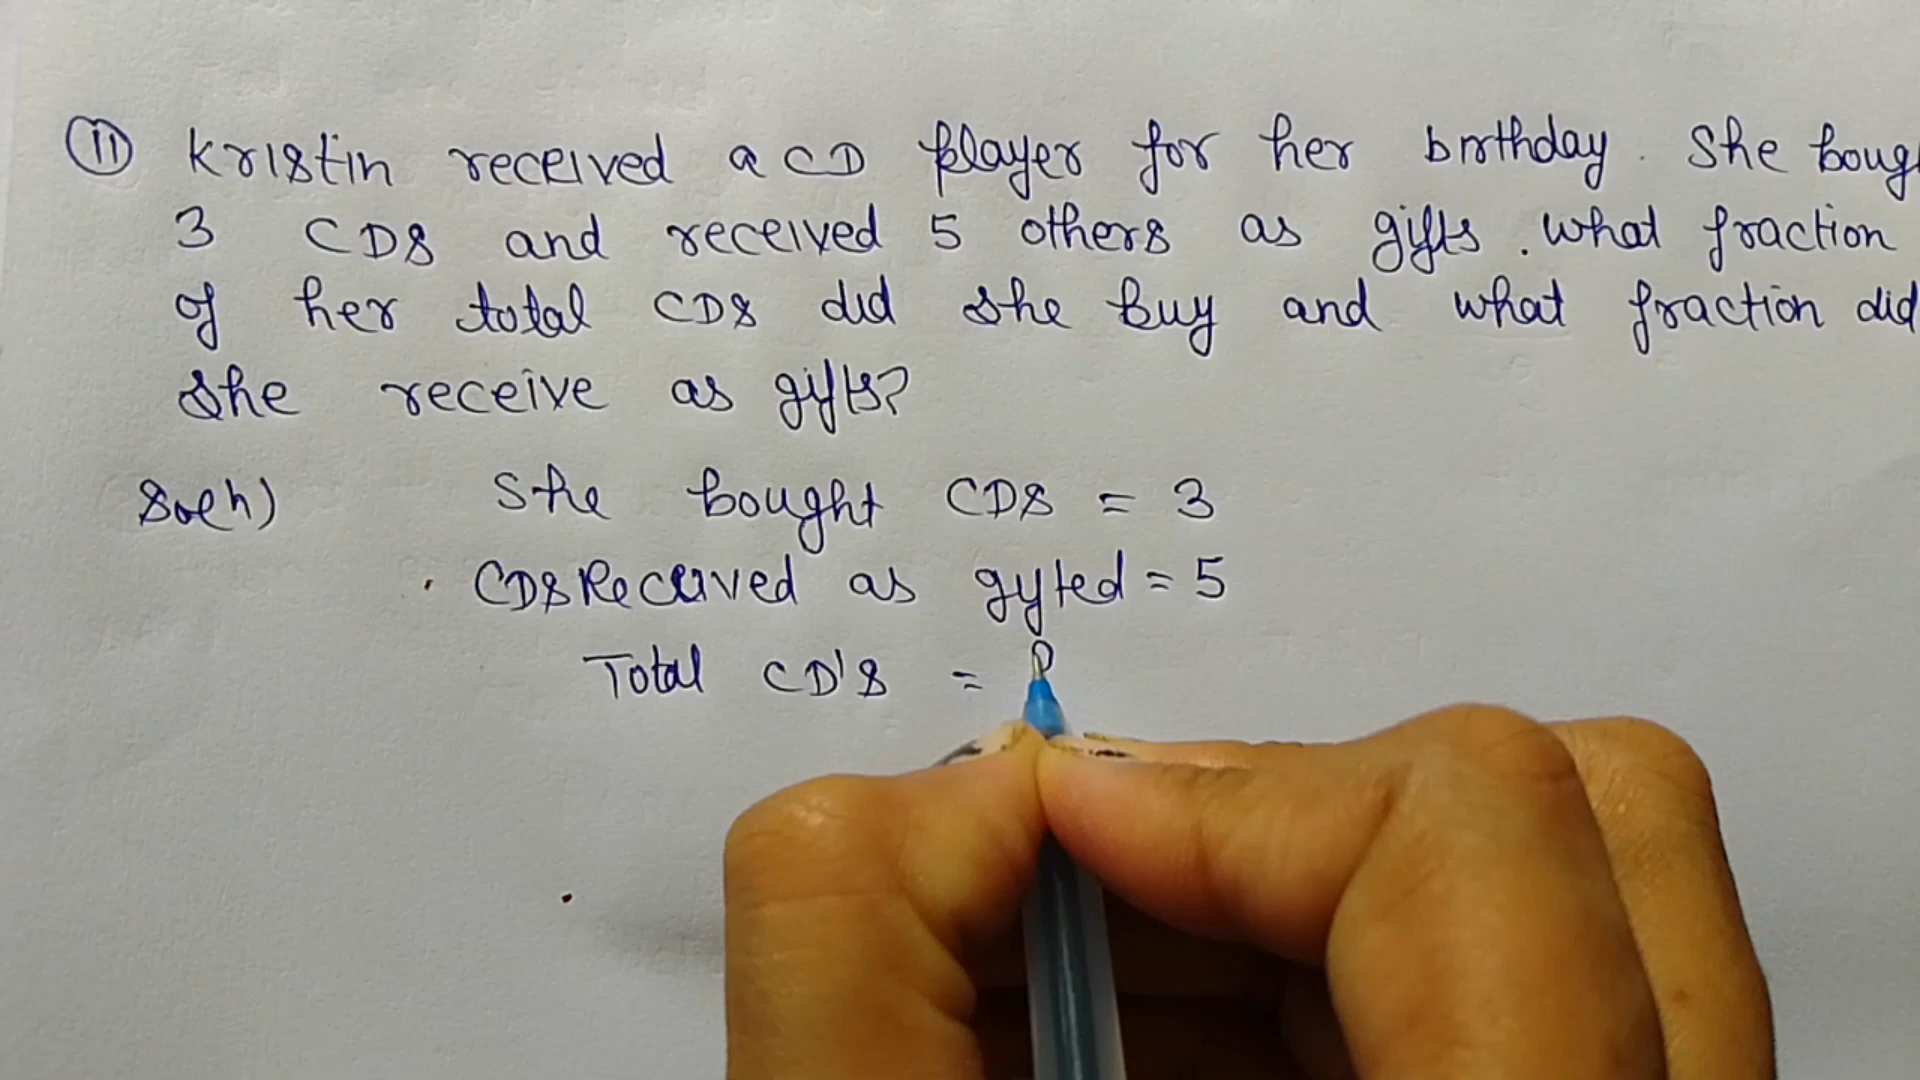 11 Kristin received a CD player for her birthday. She bough
3 CDs and received 5 others as gifts. what fraction
of her total CDs did she buy and what fraction did
she receive as gifts?
Soln) She bought CDs = 3
CDs Received as gifted = 5
Total CD's =